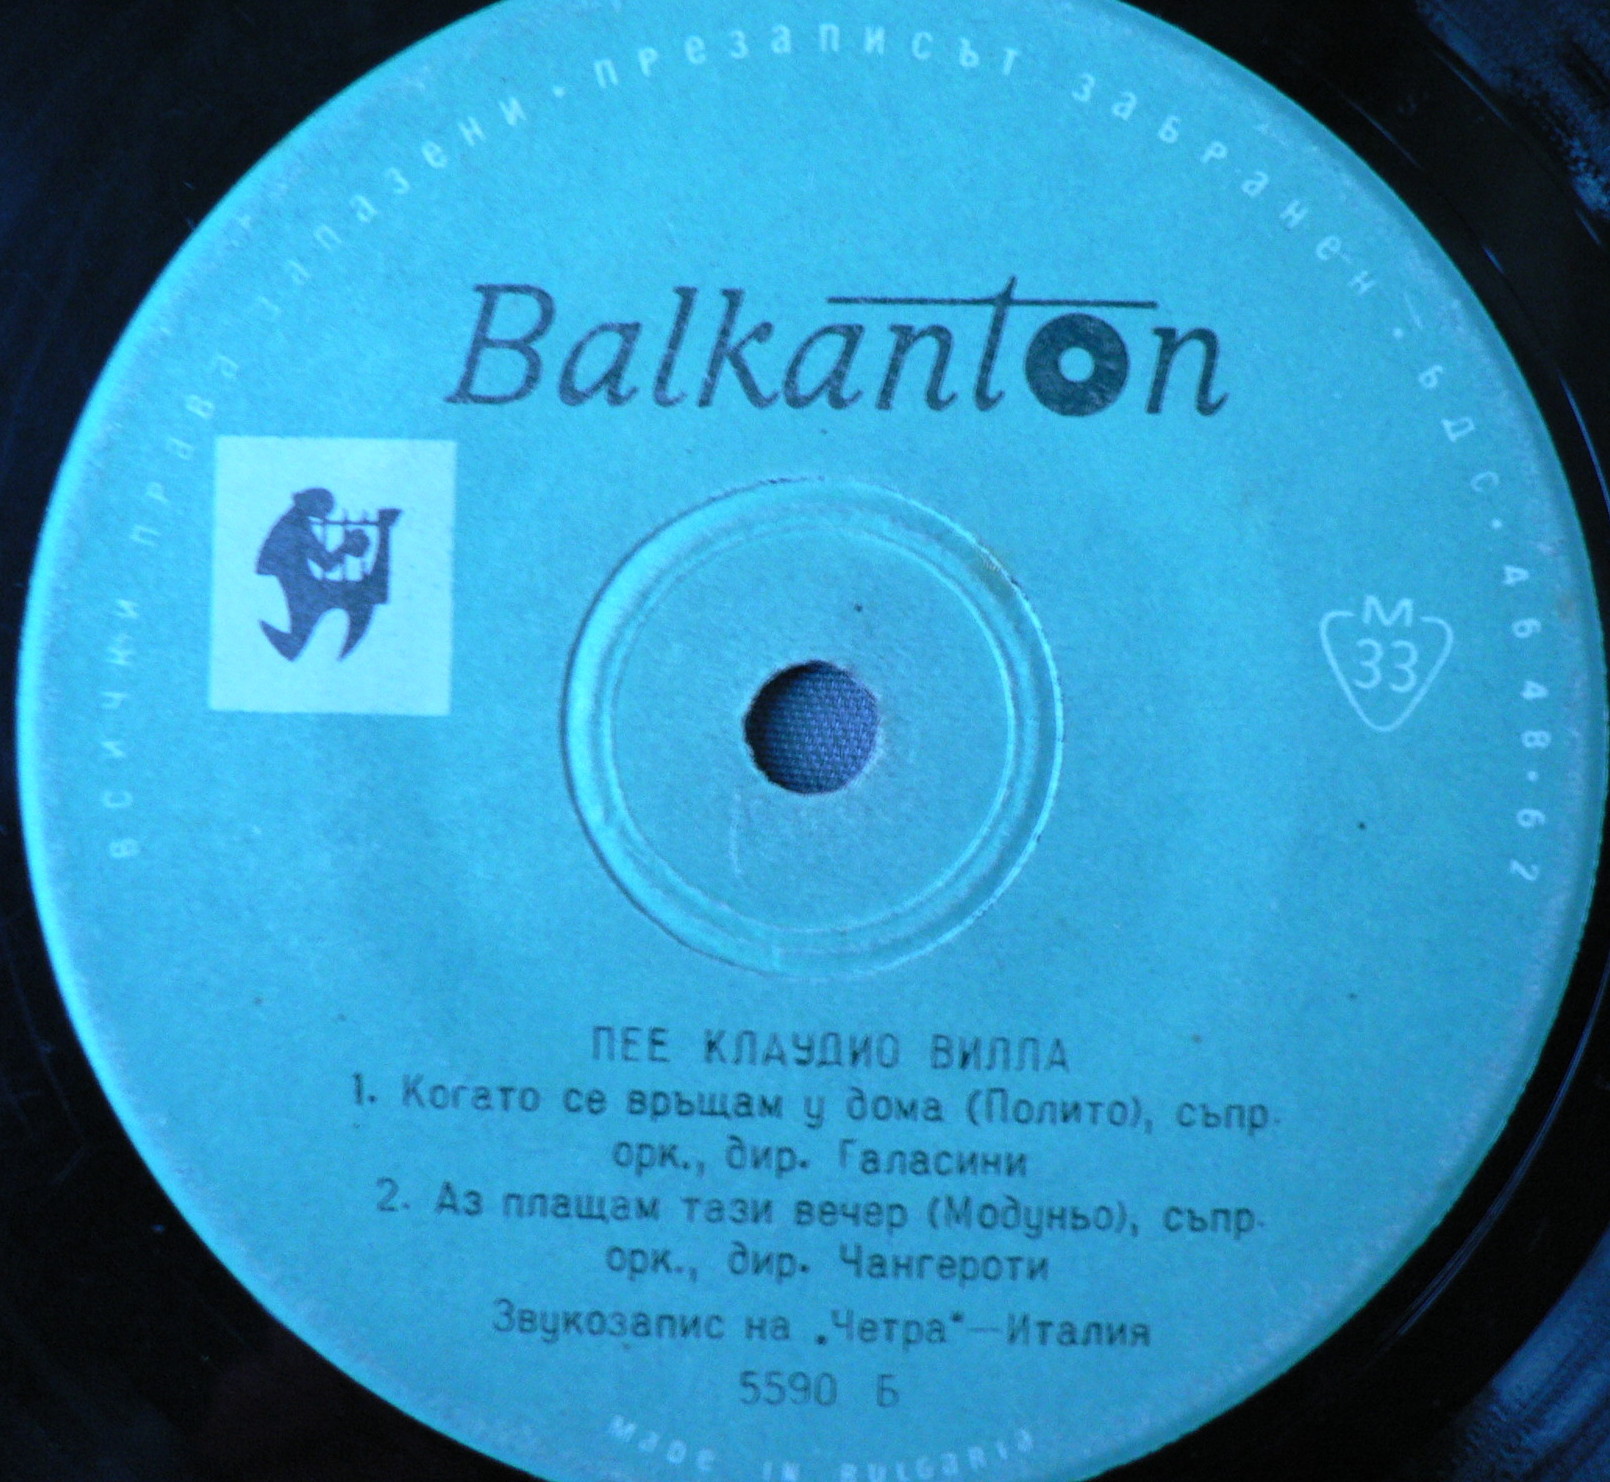 всички права запазени · презаписът забранен · БДС · 4648 · 62
Balkanton
M
33
ПЕЕ КЛАУДИО ВИЛЛА
1. Когато се връщам у дома (Полито), съпр.
орк., дир. Галасини
2. Аз плащам тази вечер (Модуньо), съпр.
орк., дир. Чангероти
Звукозапис на „Четра“—Италия
5590 Б
MADE IN BULGARIA